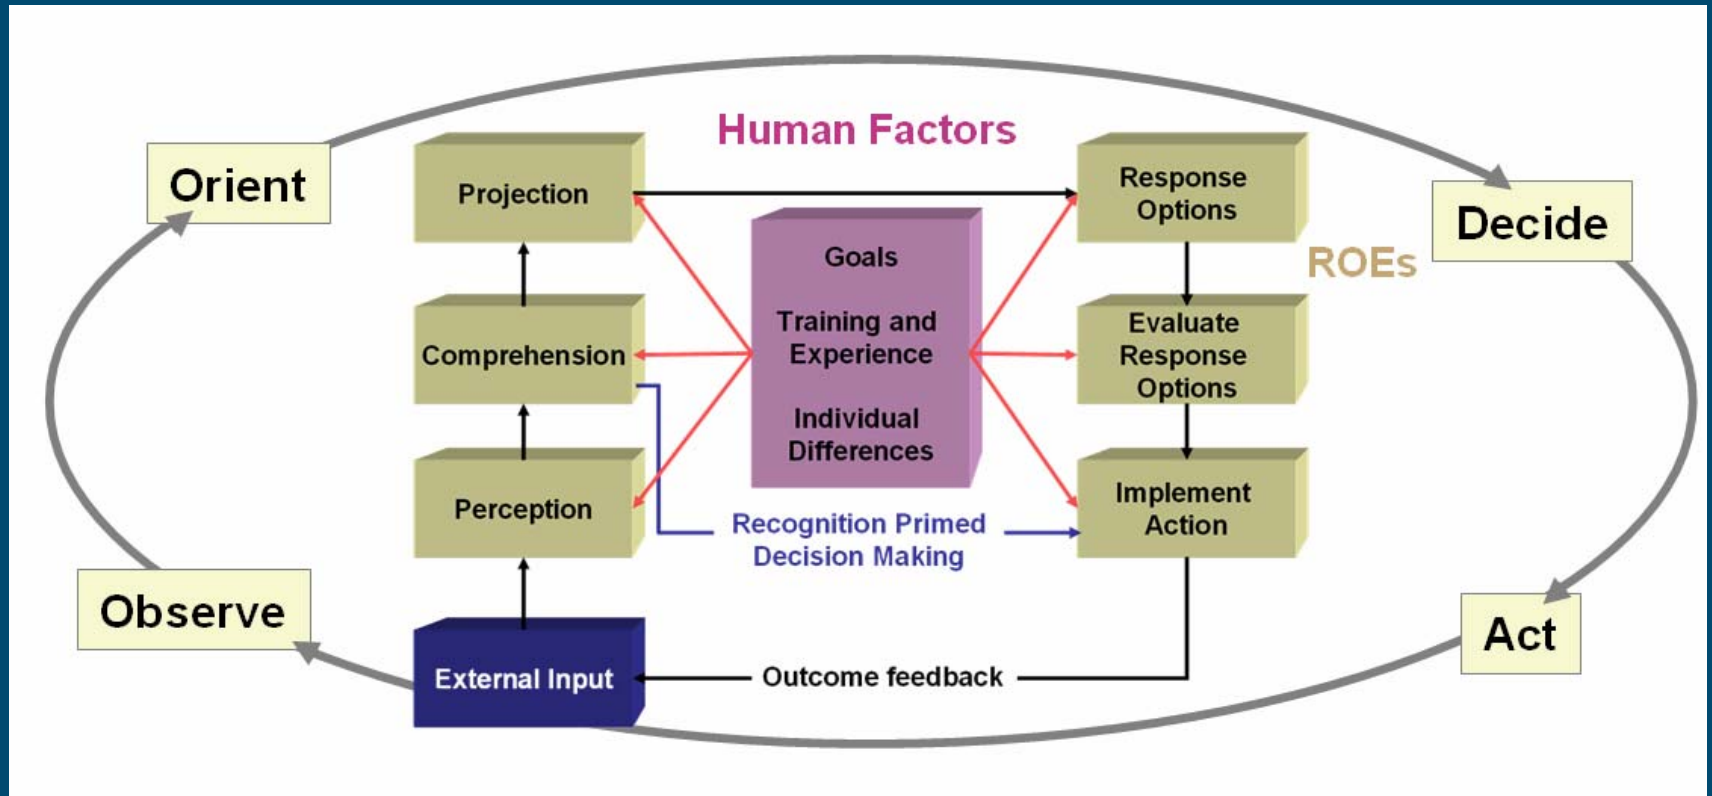 Human Factors
Orient
Projection
Response
Options
Decide
ROEs
Goals
Training and
Experience
Individual
Differences
Comprehension
Evaluate
Response
Options
Perception
Implement
Action
Recognition Primed
Decision Making
Observe
External Input
Outcome feedback
Act